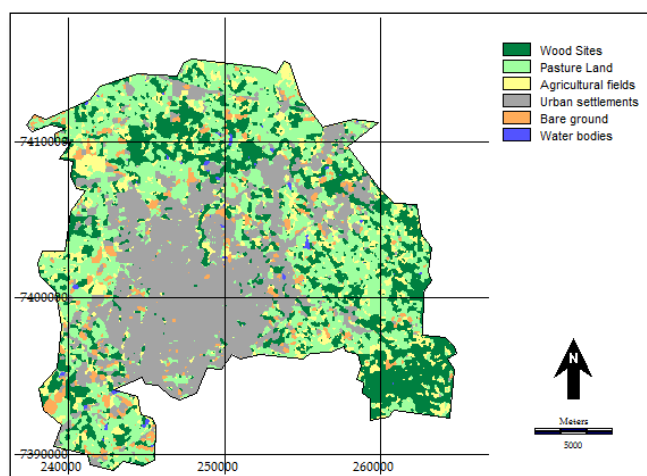 Wood Sites
Pasture Land
Agricultural fields
Urban settlements
Bare ground
Water bodies
7410000
7400000
7390000
240000
250000
260000
N
Meters
5000